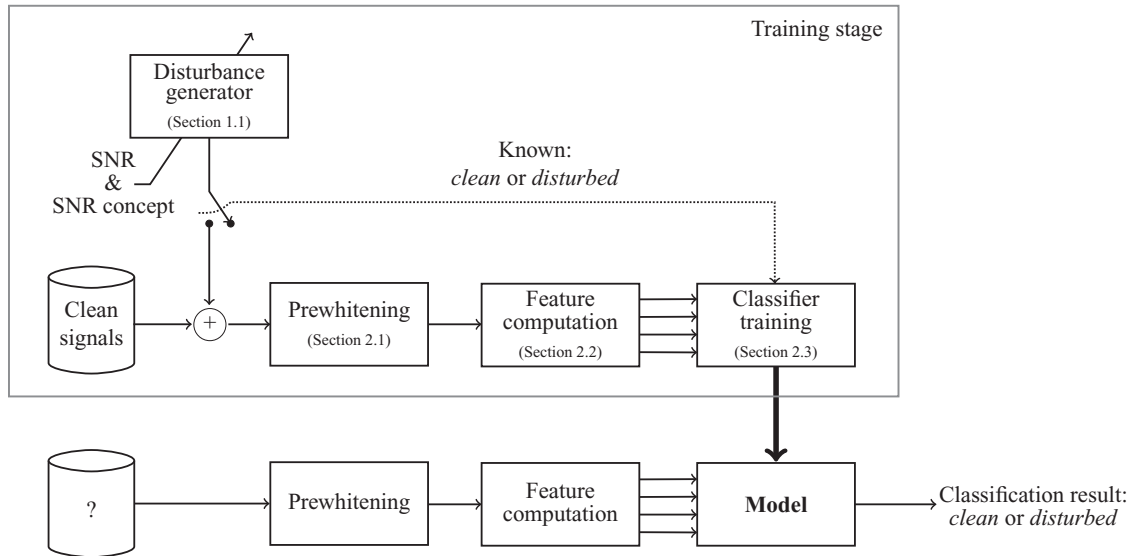 Training stage
Disturbance
generator
(Section 1.1)
SNR
&
SNR concept
Known:
clean or disturbed
Clean
signals
+
Prewhitening
(Section 2.1)
Feature
computation
(Section 2.2)
Classifier
training
(Section 2.3)
?
Prewhitening
Feature
computation
Model
Classification result:
clean or disturbed